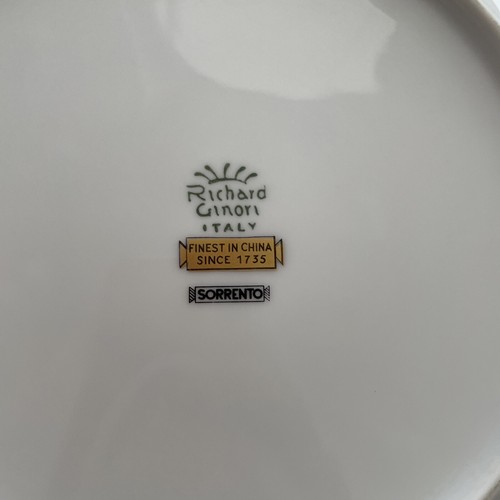 Richard
Ginori
ITALY
FINEST IN CHINA
SINCE 1735
SORRENTO